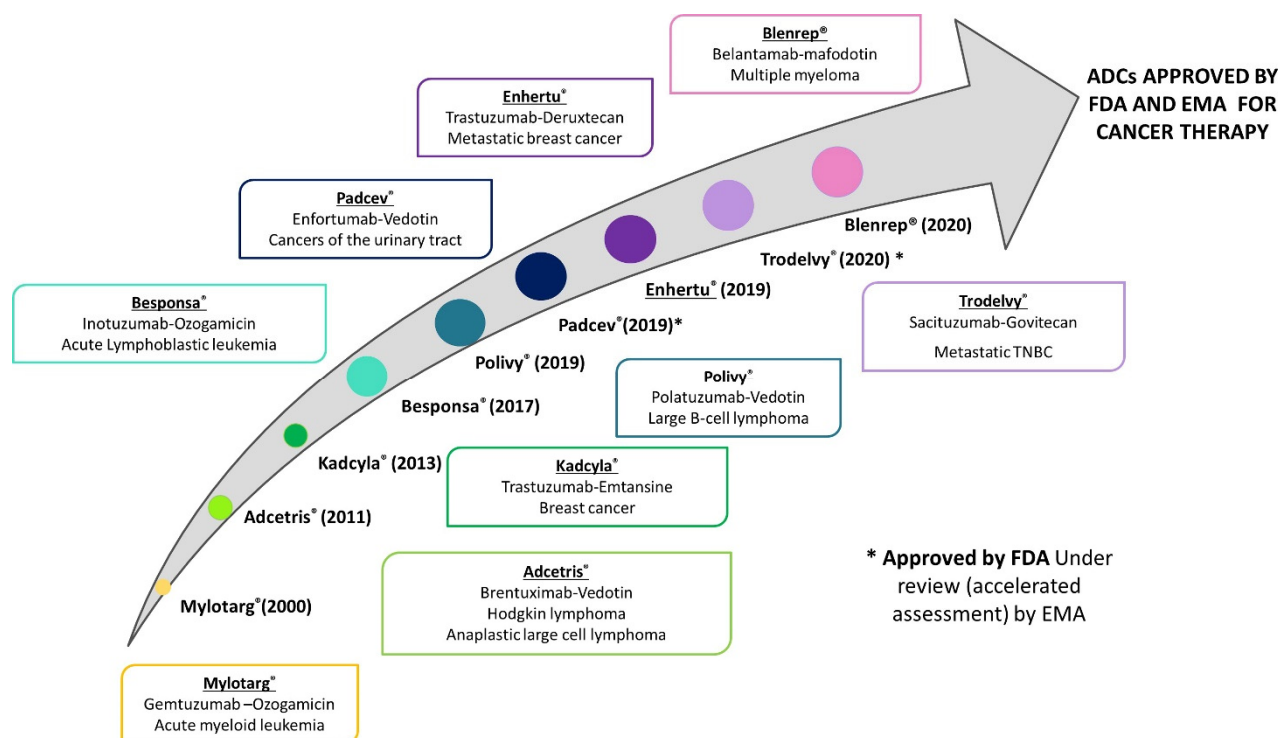 Blenrep®
Belantamab-mafodotin
Multiple myeloma
ADCs APPROVED BY
FDA AND EMA FOR
CANCER THERAPY
Enhertu®
Trastuzumab-Deruxtecan
Metastatic breast cancer
Padcev®
Enfortumab-Vedotin
Cancers of the urinary tract
Blenrep® (2020)
Trodelvy® (2020) *
Enhertu® (2019)
Padcev®(2019)*
Polivy® (2019)
Besponsa® (2017)
Kadcyla® (2013)
Adcetris® (2011)
Mylotarg®(2000)
Besponsa®
Inotuzumab-Ozogamicin
Acute Lymphoblastic leukemia
Trodelvy®
Sacituzumab-Govitecan
Metastatic TNBC
Polivy®
Polatuzumab-Vedotin
Large B-cell lymphoma
Kadcyla®
Trastuzumab-Emtansine
Breast cancer
Adcetris®
Brentuximab-Vedotin
Hodgkin lymphoma
Anaplastic large cell lymphoma
* Approved by FDA Under
review (accelerated
assessment) by EMA
Mylotarg®
Gemtuzumab –Ozogamicin
Acute myeloid leukemia